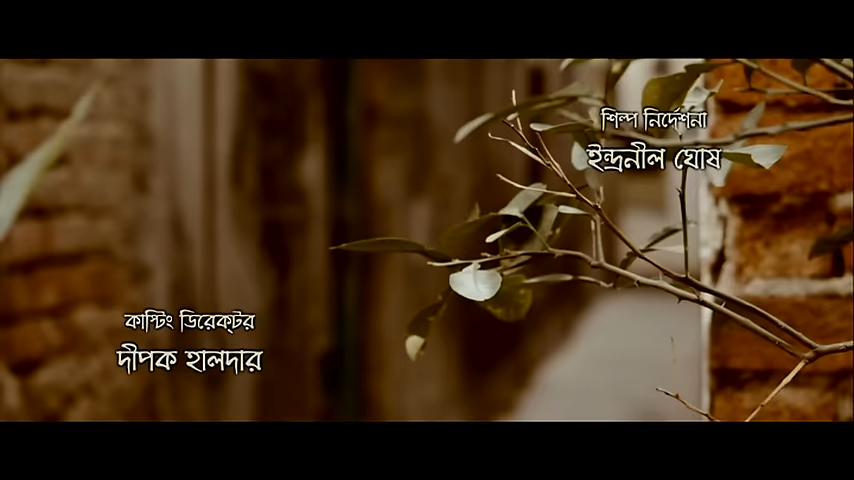 শিল্প নির্দেশনা
ইন্দ্রনীল ঘোষ
কাস্টিং ডিরেক্‌টর
দীপক হালদার